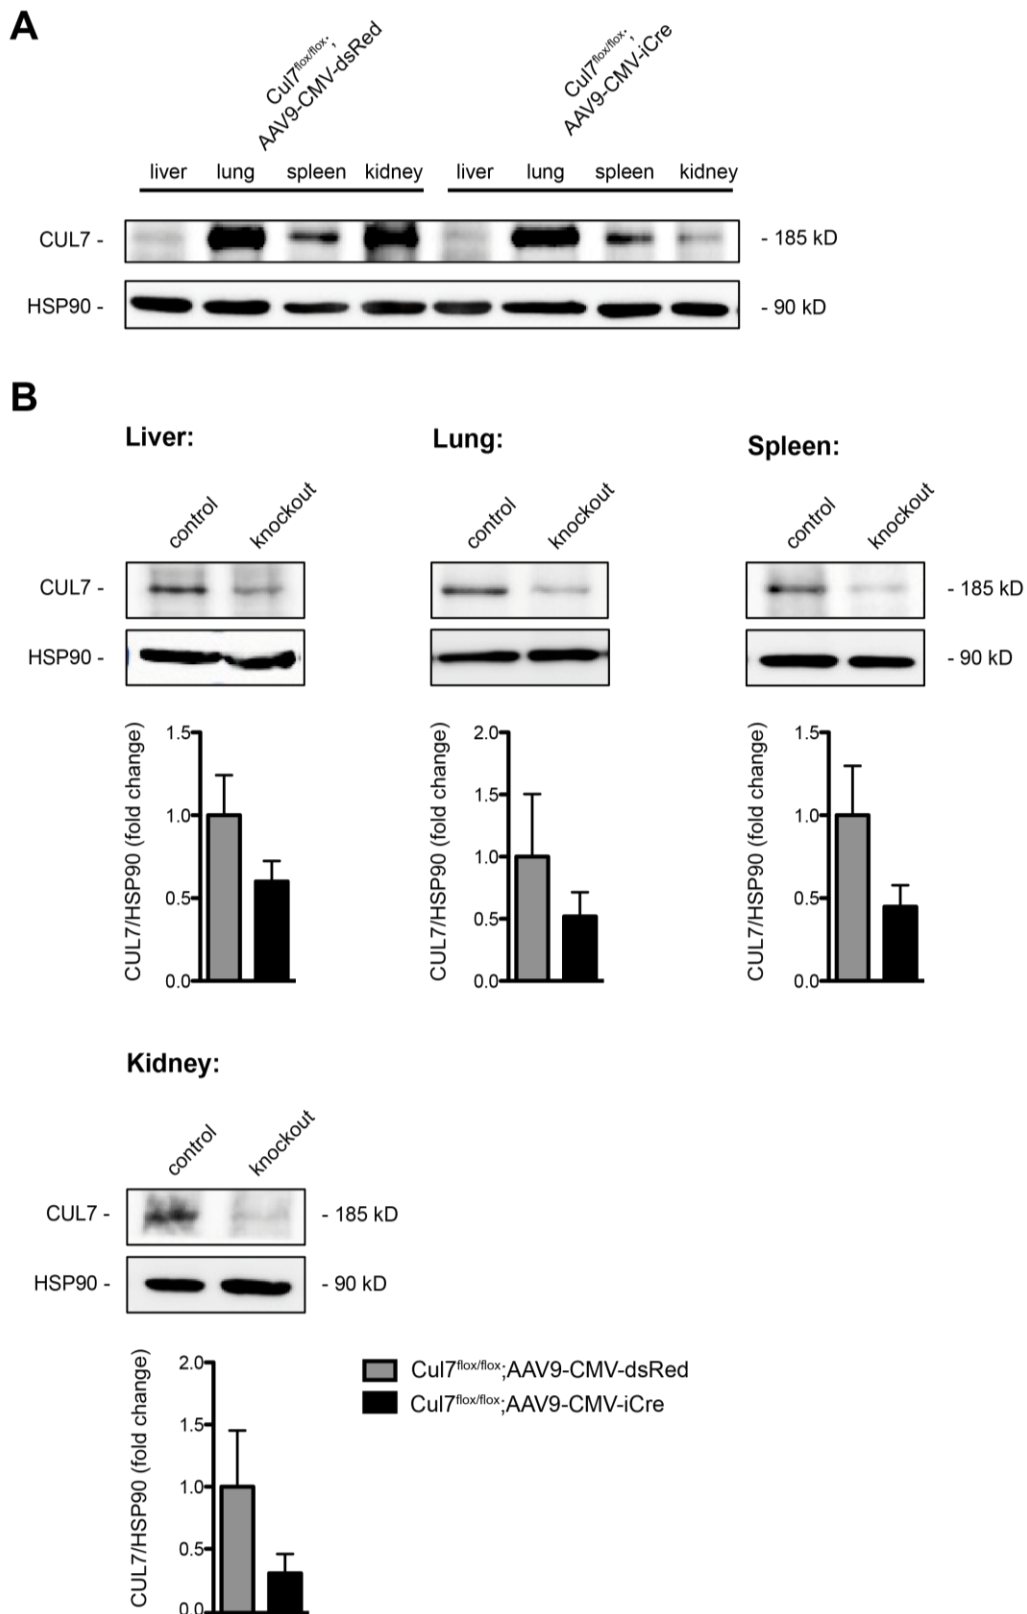 A
Cul7flox/flox;
AAV9-CMV-dsRed
Cul7flox/flox;
AAV9-CMV-iCre
liver lung spleen kidney liver lung spleen kidney
CUL7 - - 185 kD
HSP90 - - 90 kD
B
Liver: Lung: Spleen:
control knockout control knockout control knockout
CUL7 - - 185 kD
HSP90 - - 90 kD
CUL7/HSP90 (fold change)
1.5
1.0
0.5
0.0
CUL7/HSP90 (fold change)
2.0
1.5
1.0
0.5
0.0
CUL7/HSP90 (fold change)
1.5
1.0
0.5
0.0
Kidney:
control knockout
CUL7 - - 185 kD
HSP90 - - 90 kD
CUL7/HSP90 (fold change)
2.0
1.5
1.0
0.5
0.0
Cul7flox/flox;AAV9-CMV-dsRed
Cul7flox/flox;AAV9-CMV-iCre